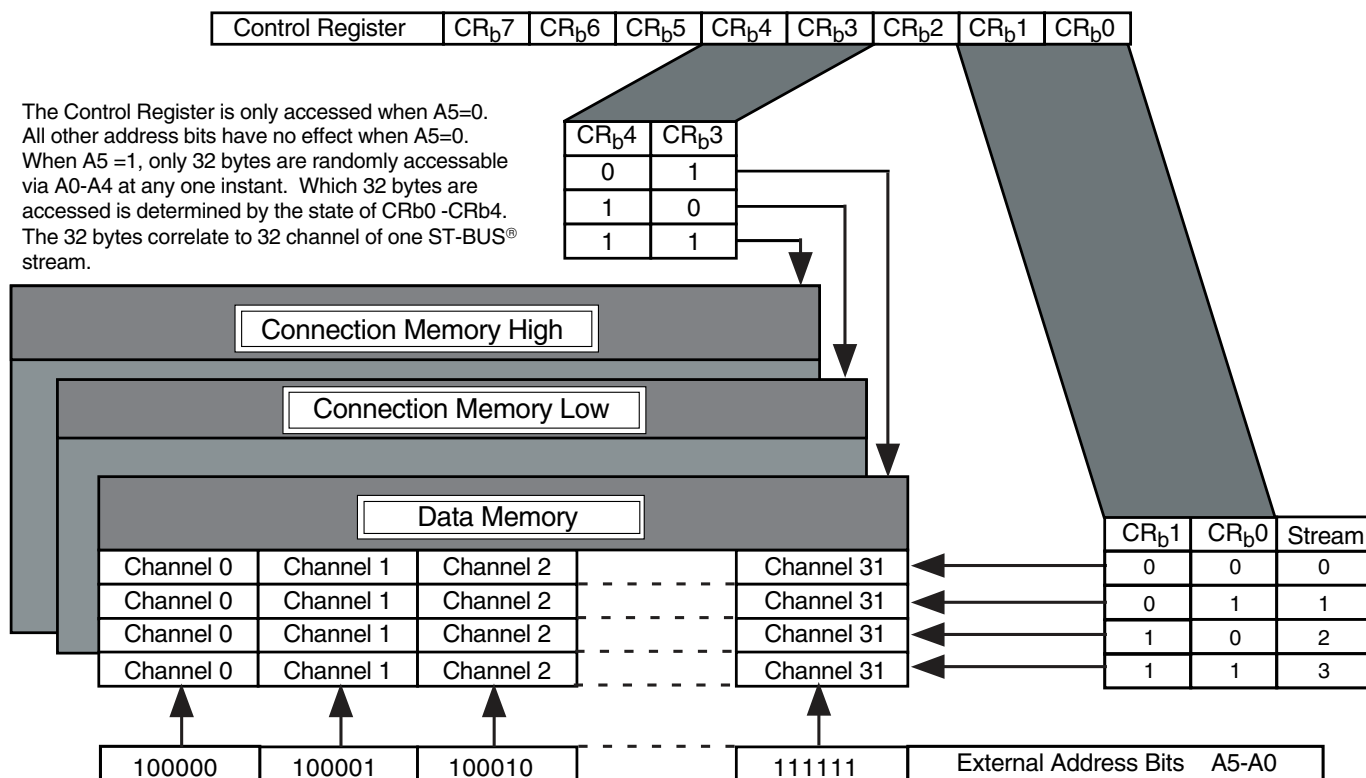 Control Register CRb7 CRb6 CRb5 CRb4 CRb3 CRb2 CRb1 CRb0
The Control Register is only accessed when A5=0.
All other address bits have no effect when A5=0.
When A5 =1, only 32 bytes are randomly accessable
via A0-A4 at any one instant. Which 32 bytes are
accessed is determined by the state of CRb0 -CRb4.
The 32 bytes correlate to 32 channel of one ST-BUS®
stream.
CRb4 CRb3
0 1
1 0
1 1
Connection Memory High
Connection Memory Low
Data Memory
Channel 0 Channel 1 Channel 2 Channel 31
Channel 0 Channel 1 Channel 2 Channel 31
Channel 0 Channel 1 Channel 2 Channel 31
Channel 0 Channel 1 Channel 2 Channel 31
CRb1 CRb0 Stream
0 0 0
0 1 1
1 0 2
1 1 3
100000 100001 100010 111111 External Address Bits A5-A0